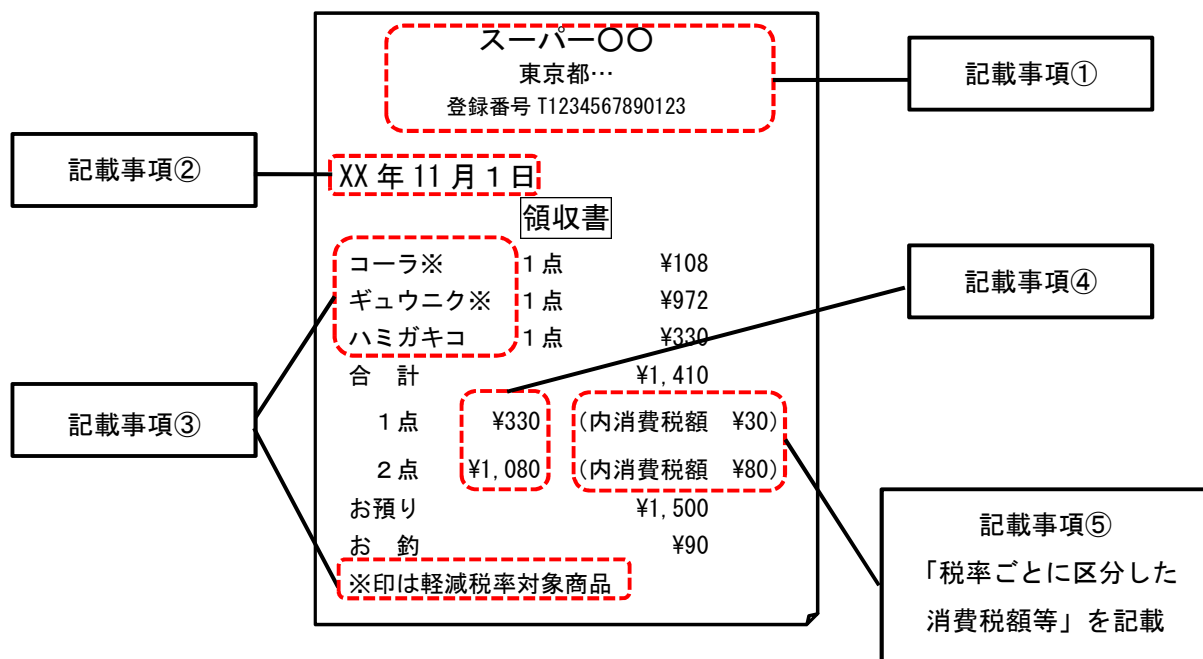 スーパー〇〇
東京都…
登録番号 T1234567890123
記載事項①
記載事項②
XX 年 11 月 1 日
領収書
コーラ※ 1 点 ¥108
ギュウニク※ 1 点 ¥972
ハミガキコ 1 点 ¥330
合 計 ¥1,410
1 点 ¥330 (内消費税額 ¥30)
2 点 ¥1,080 (内消費税額 ¥80)
お預り ¥1,500
お 釣 ¥90
※印は軽減税率対象商品
記載事項③
記載事項④
記載事項⑤
「税率ごとに区分した
消費税額等」を記載